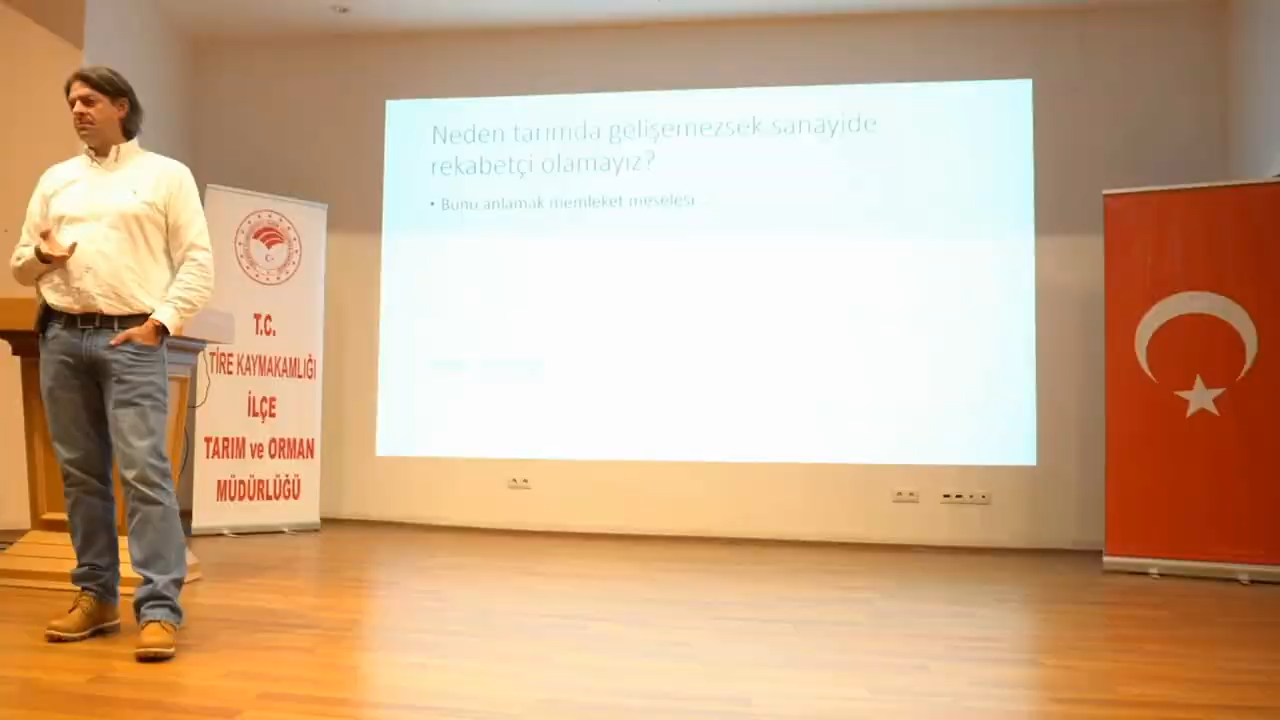 Neden tarımda gelişemezsek sanayide
rekabetçi olamayız?
• Bunu anlamak memleket meselesi...
T.C.
TİRE KAYMAKAMLIĞI
İLÇE
TARIM ve ORMAN
MÜDÜRLÜĞÜ